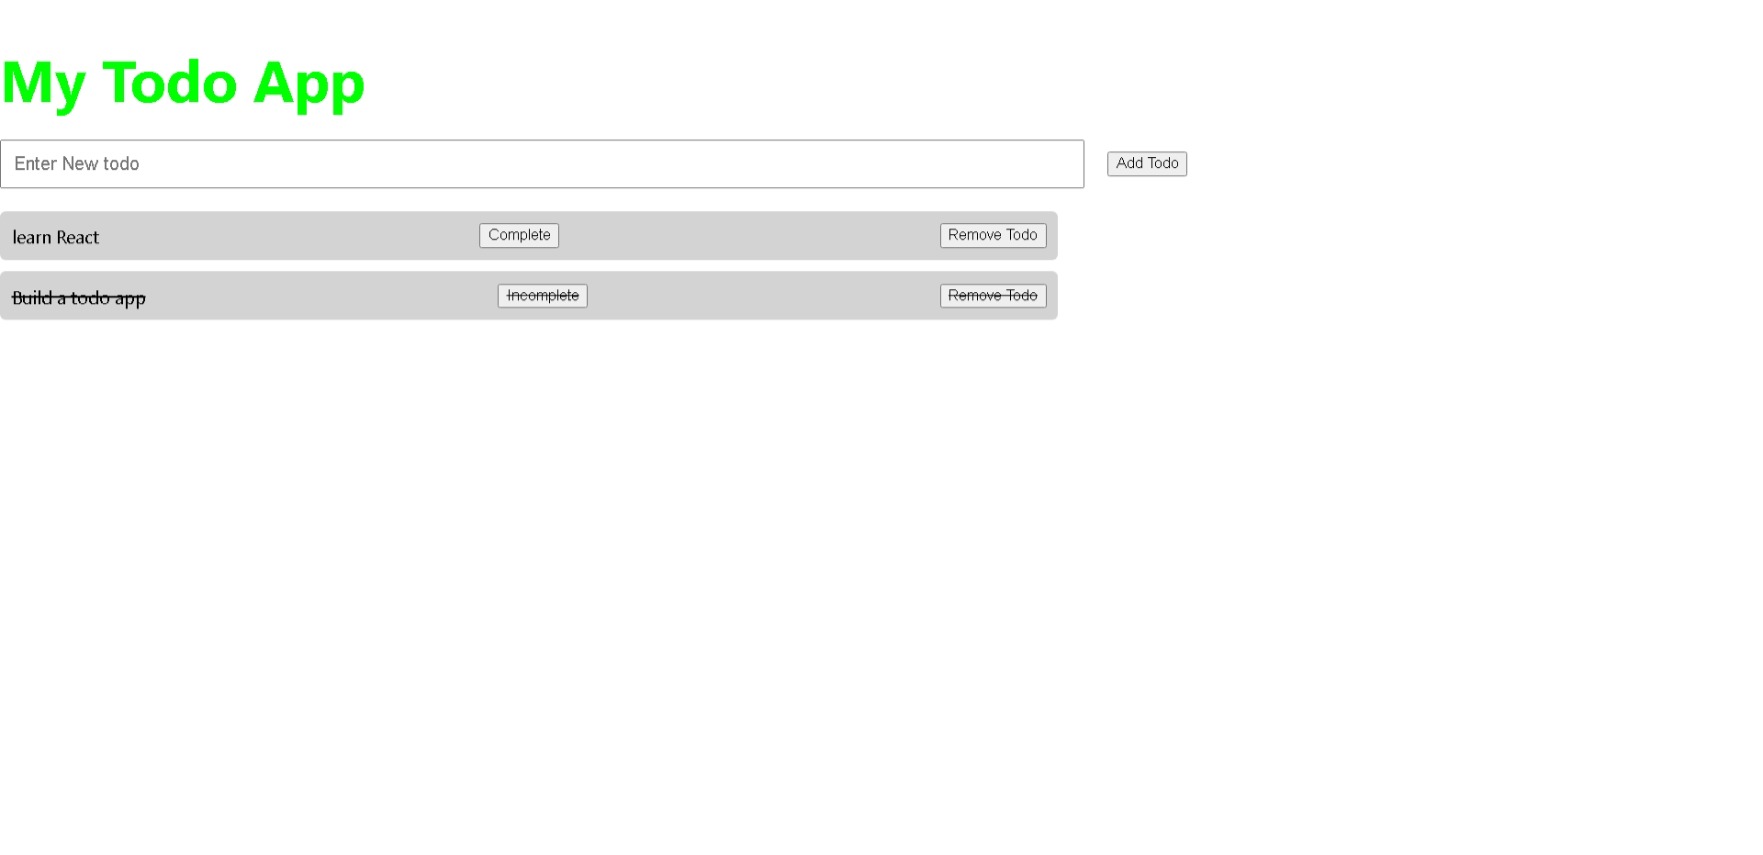 My Todo App
Enter New todo Add Todo
learn React Complete Remove Todo
Build a todo app Incomplete Remove Todo